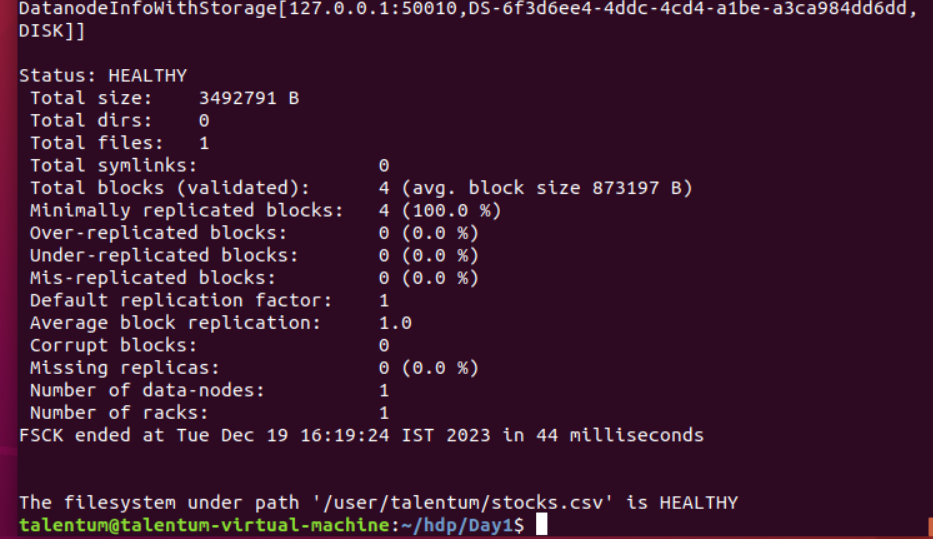 DatanodeInfoWithStorage[127.0.0.1:50010,DS-6f3d6ee4-4ddc-4cd4-a1be-a3ca984dd6dd,
DISK]]
Status: HEALTHY
Total size: 3492791 B
Total dirs: 0
Total files: 1
Total symlinks: 0
Total blocks (validated): 4 (avg. block size 873197 B)
Minimally replicated blocks: 4 (100.0 %)
Over-replicated blocks: 0 (0.0 %)
Under-replicated blocks: 0 (0.0 %)
Mis-replicated blocks: 0 (0.0 %)
Default replication factor: 1
Average block replication: 1.0
Corrupt blocks: 0
Missing replicas: 0 (0.0 %)
Number of data-nodes: 1
Number of racks: 1
FSCK ended at Tue Dec 19 16:19:24 IST 2023 in 44 milliseconds
The filesystem under path '/user/talentum/stocks.csv' is HEALTHY
talentum@talentum-virtual-machine:~/hdp/Day1$